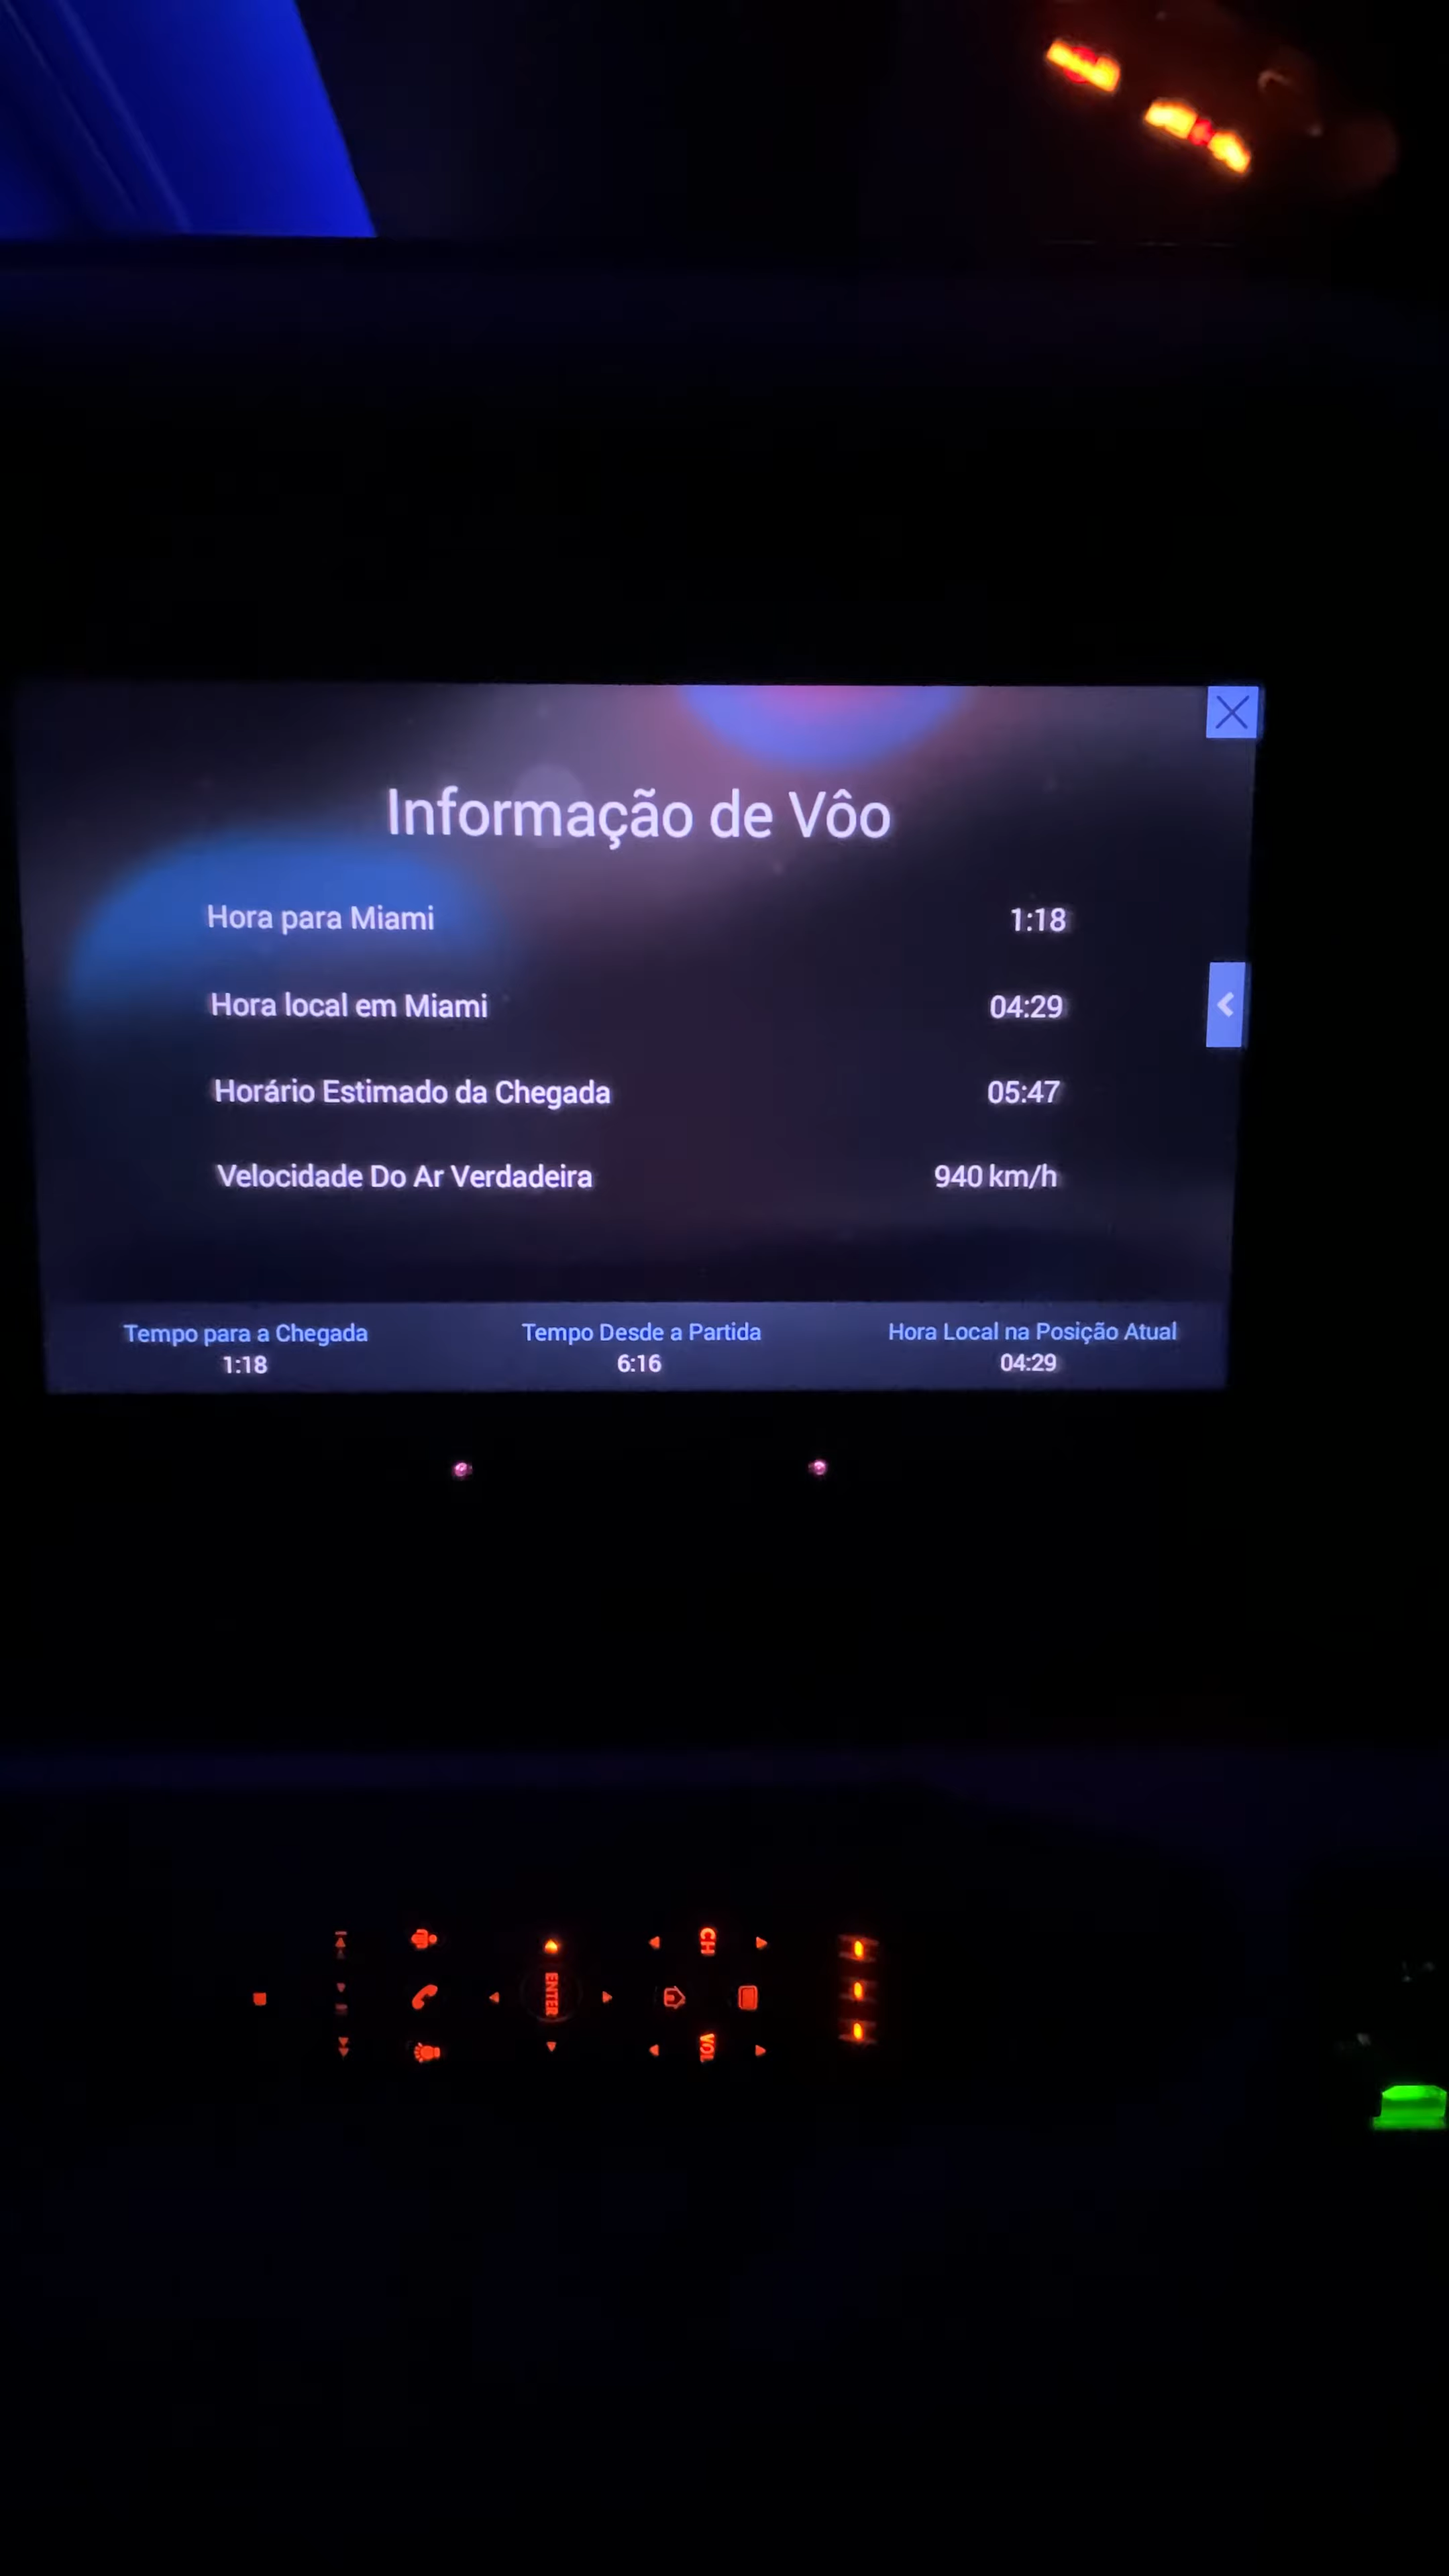 Informação de Vôo
Hora para Miami 1:18
Hora local em Miami 04:29
Horário Estimado da Chegada 05:47
Velocidade Do Ar Verdadeira 940 km/h
Tempo para a Chegada Tempo Desde a Partida Hora Local na Posição Atual
1:18 6:16 04:29
CH
ENTER
VOL